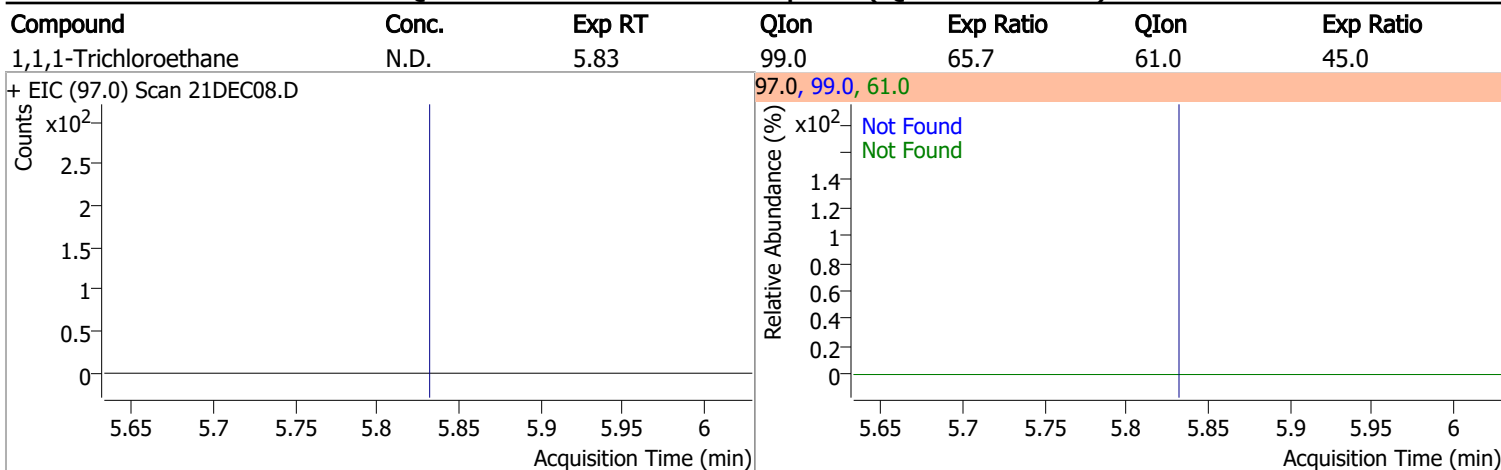 Compound Conc. Exp RT QIon Exp Ratio QIon Exp Ratio
1,1,1-Trichloroethane N.D. 5.83 99.0 65.7 61.0 45.0
+ EIC (97.0) Scan 21DEC08.D
Counts
x10²
2.5
2
1.5
1
0.5
0
5.65 5.7 5.75 5.8 5.85 5.9 5.95 6
Acquisition Time (min)
97.0, 99.0, 61.0
Relative Abundance (%)
x10²
Not Found
Not Found
1.4
1.2
1
0.8
0.6
0.4
0.2
0
5.65 5.7 5.75 5.8 5.85 5.9 5.95 6
Acquisition Time (min)